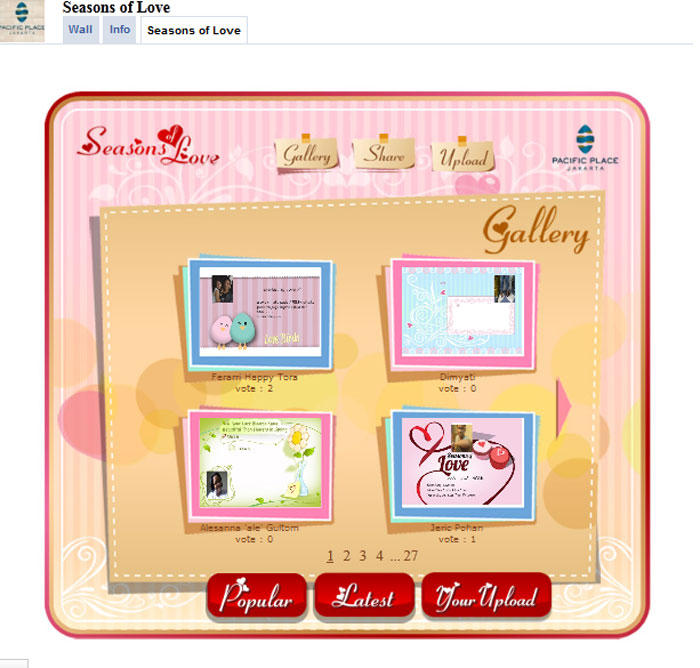 Seasons of Love
PACIFIC PLACE
JAKARTA
Wall Info Seasons of Love
Seasons of Love
Gallery Share Upload
PACIFIC PLACE
JAKARTA
Gallery
Ferarri Happy Tora
vote : 2
Dimyati
vote : 0
Seasons of
Love
Alesanna 'ale' Gultom
vote : 0
Jeric Pohan
vote : 1
1 2 3 4 ... 27
Popular Latest Your Upload